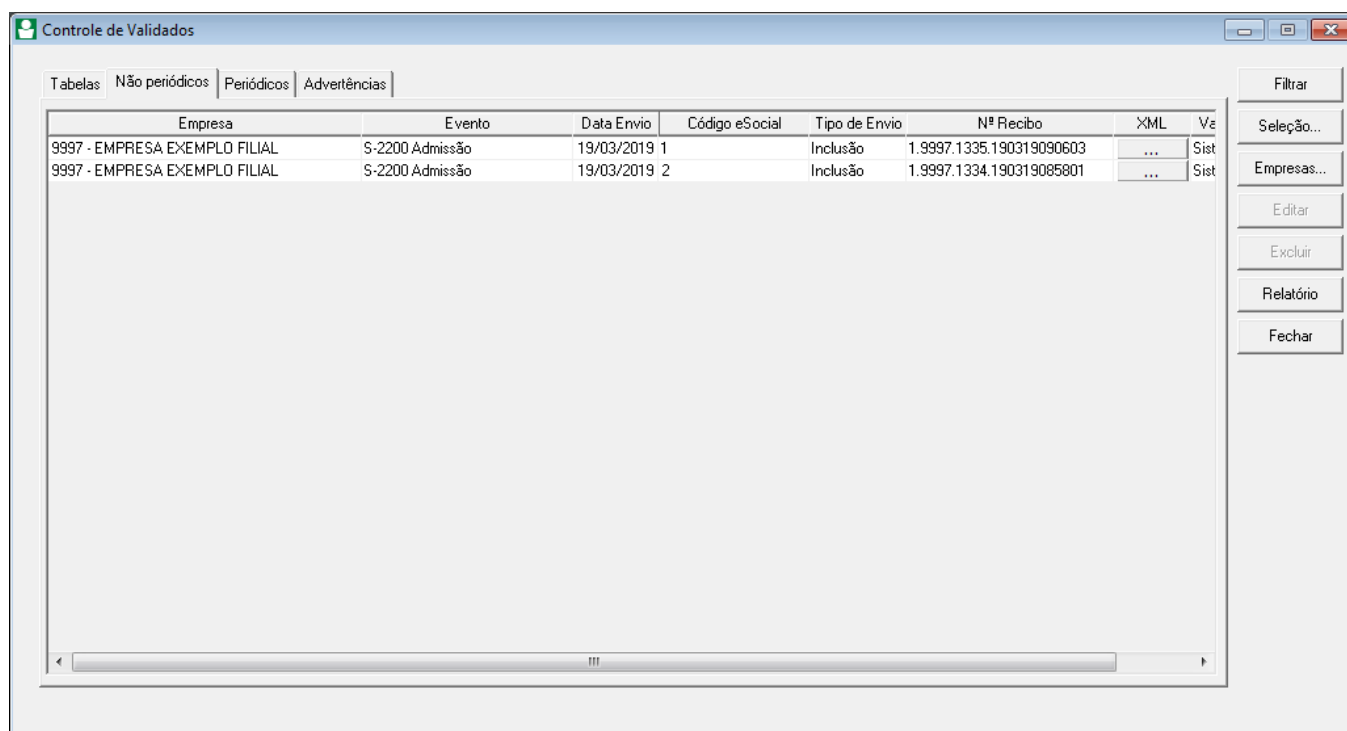 Controle de Validados
Tabelas Não periódicos Periódicos Advertências
Empresa Evento Data Envio Código eSocial Tipo de Envio Nº Recibo XML Va
9997 - EMPRESA EXEMPLO FILIAL S-2200 Admissão 19/03/2019 1 Inclusão 1.9997.1335.190319090603 ... Sist
9997 - EMPRESA EXEMPLO FILIAL S-2200 Admissão 19/03/2019 2 Inclusão 1.9997.1334.190319085801 ... Sist
Filtrar
Seleção...
Empresas...
Editar
Excluir
Relatório
Fechar